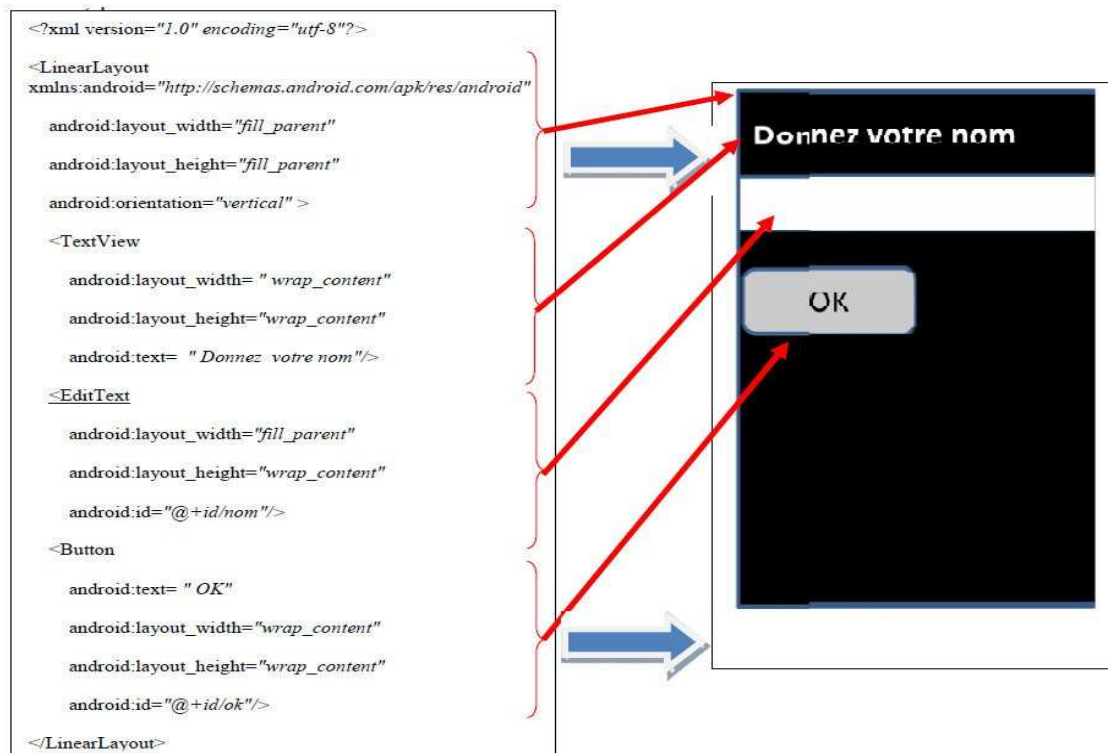 <?xml version="1.0" encoding="utf-8"?>
<LinearLayout
xmlns:android="http://schemas.android.com/apk/res/android"
android:layout_width="fill_parent"
android:layout_height="fill_parent"
android:orientation="vertical" >
<TextView
android:layout_width= " wrap_content"
android:layout_height="wrap_content"
android:text= " Donnez votre nom"/>
<EditText
android:layout_width="fill_parent"
android:layout_height="wrap_content"
android:id="@+id/nom"/>
<Button
android:text= " OK"
android:layout_width="wrap_content"
android:layout_height="wrap_content"
android:id="@+id/ok"/>
</LinearLayout>
Donnez votre nom
OK